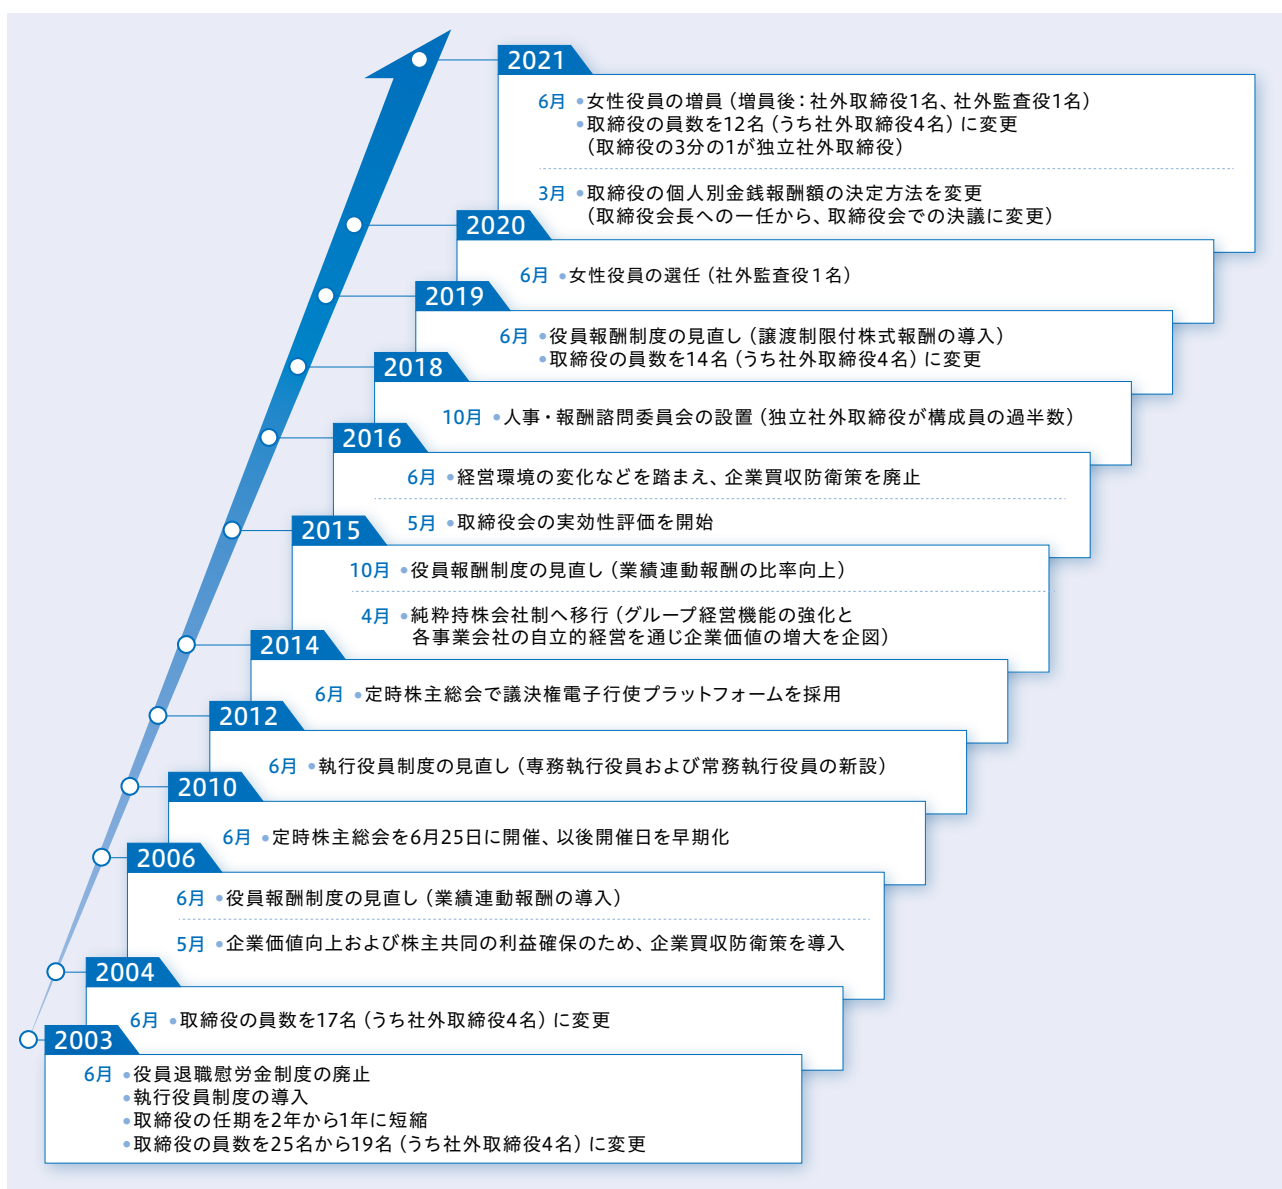 2021
6月 ●女性役員の増員（増員後：社外取締役1名、社外監査役1名）
●取締役の員数を12名（うち社外取締役4名）に変更
（取締役の3分の1が独立社外取締役）
3月 ●取締役の個人別金銭報酬額の決定方法を変更
（取締役会長への一任から、取締役会での決議に変更）
2020
6月 ●女性役員の選任（社外監査役1名）
2019
6月 ●役員報酬制度の見直し（譲渡制限付株式報酬の導入）
●取締役の員数を14名（うち社外取締役4名）に変更
2018
10月 ●人事・報酬諮問委員会の設置（独立社外取締役が構成員の過半数）
2016
6月 ●経営環境の変化などを踏まえ、企業買収防衛策を廃止
5月 ●取締役会の実効性評価を開始
2015
10月 ●役員報酬制度の見直し（業績連動報酬の比率向上）
4月 ●純粋持株会社制へ移行（グループ経営機能の強化と
各事業会社の自立的経営を通じ企業価値の増大を企図）
2014
6月 ●定時株主総会で議決権電子行使プラットフォームを採用
2012
6月 ●執行役員制度の見直し（専務執行役員および常務執行役員の新設）
2010
6月 ●定時株主総会を6月25日に開催、以後開催日を早期化
2006
6月 ●役員報酬制度の見直し（業績連動報酬の導入）
5月 ●企業価値向上および株主共同の利益確保のため、企業買収防衛策を導入
2004
6月 ●取締役の員数を17名（うち社外取締役4名）に変更
2003
6月 ●役員退職慰労金制度の廃止
●執行役員制度の導入
●取締役の任期を2年から1年に短縮
●取締役の員数を25名から19名（うち社外取締役4名）に変更